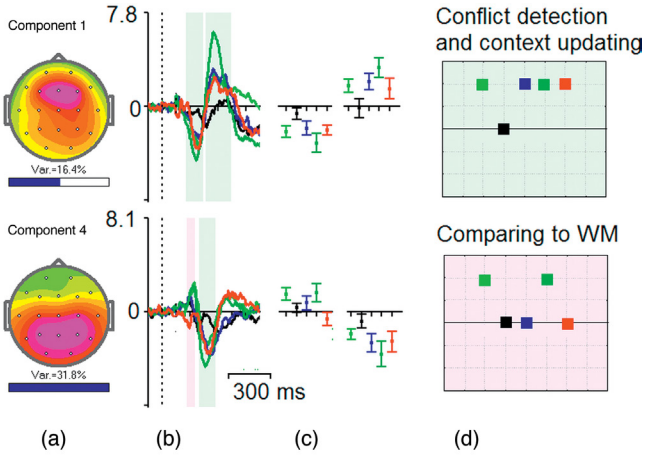 Component 1
7.8
0
Var.=16.4%
Conflict detection
and context updating
Component 4
8.1
0
Var.=31.8%
300 ms
Comparing to WM
(a) (b) (c) (d)